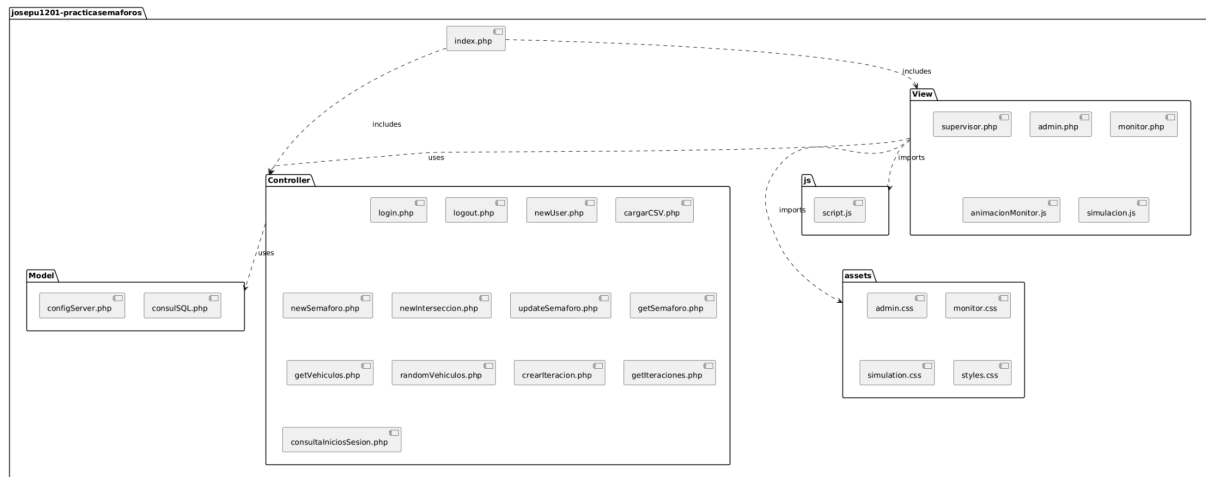 josepu1201-practicasemaforos
index.php
includes
includes
View
supervisor.php
admin.php
monitor.php
animacionMonitor.js
simulacion.js
uses
imports
imports
Controller
login.php
logout.php
newUser.php
cargarCSV.php
newSemaforo.php
newInterseccion.php
updateSemaforo.php
getSemaforo.php
getVehiculos.php
randomVehiculos.php
crearIteracion.php
getIteraciones.php
consultaIniciosSesion.php
js
script.js
uses
Model
configServer.php
consulSQL.php
assets
admin.css
monitor.css
simulation.css
styles.css